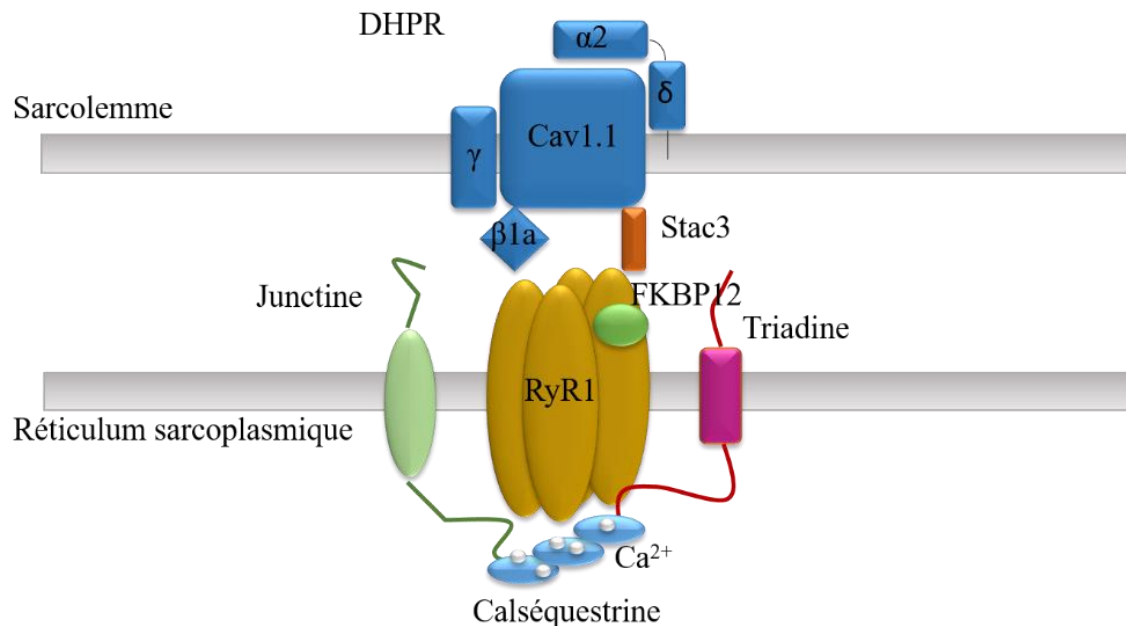 DHPR
α2
δ
Sarcolemme
Cav1.1
γ
β1a
Stac3
Junctine
FKBP12
Triadine
RyR1
Réticulum sarcoplasmique
Ca²⁺
Calséquestrine